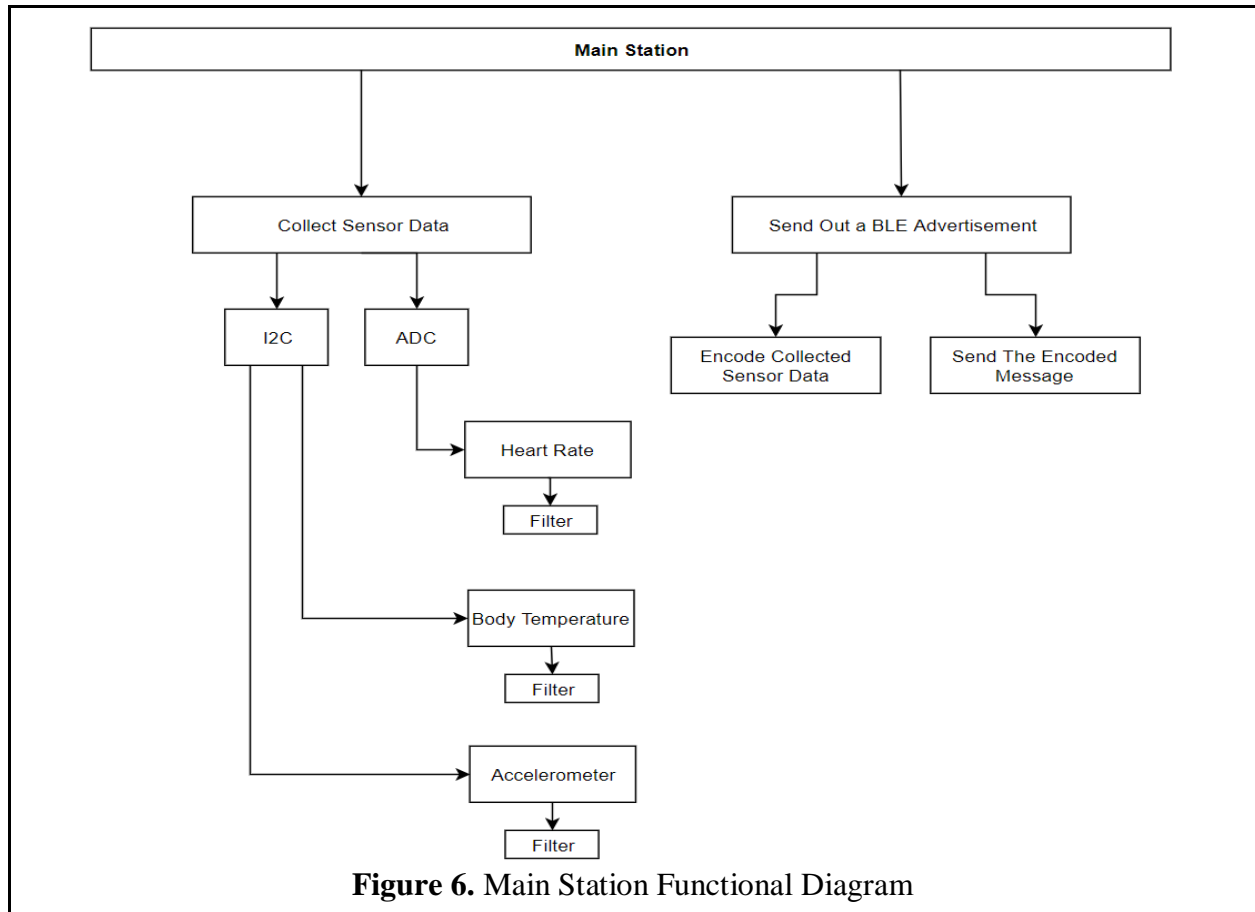 Main Station
Collect Sensor Data
Send Out a BLE Advertisement
I2C
ADC
Encode Collected
Sensor Data
Send The Encoded
Message
Heart Rate
Filter
Body Temperature
Filter
Accelerometer
Filter
Figure 6. Main Station Functional Diagram